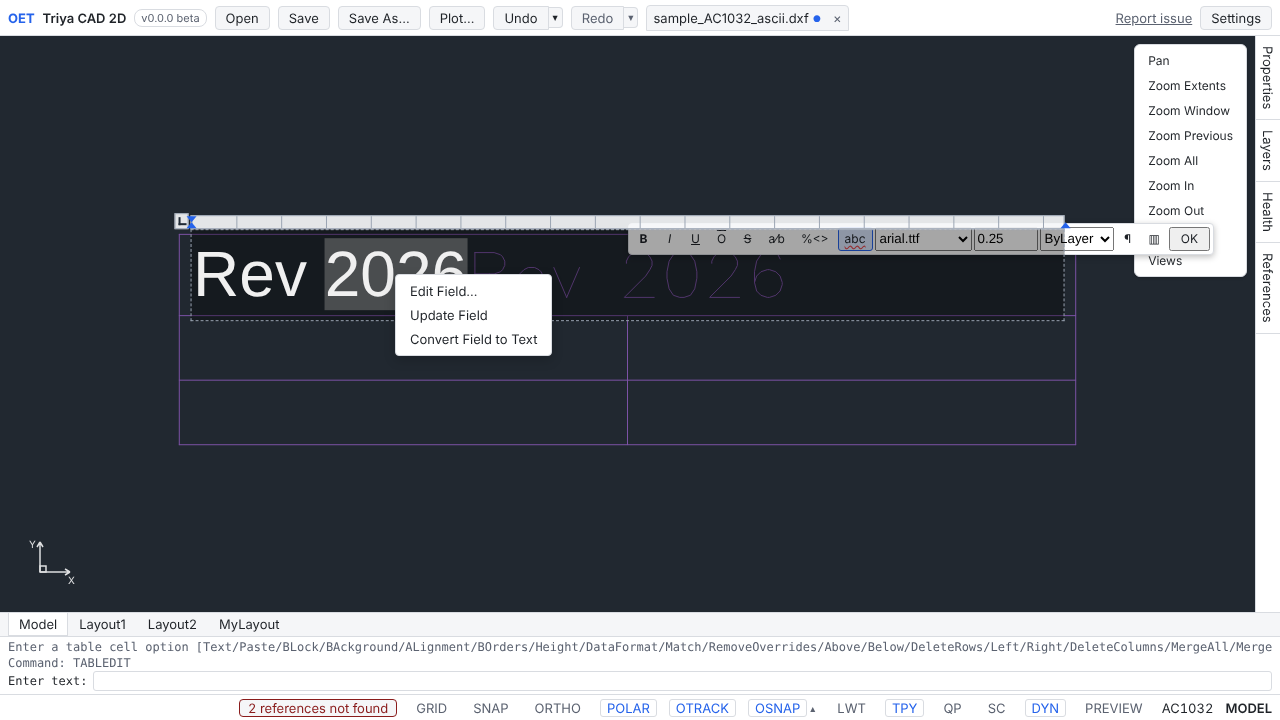 OET Triya CAD 2D v0.0.0 beta Open Save Save As... Plot... Undo ▾ Redo ▾ sample_AC1032_ascii.dxf × Report issue Settings
Pan
Zoom Extents
Zoom Window
Zoom Previous
Zoom All
Zoom In
Zoom Out
Views
Properties
Layers
Health
References
B I U O S a/b %<> abc arial.ttf 0.25 ByLayer ¶ OK
Rev 2026
Rev 2026
Edit Field...
Update Field
Convert Field to Text
Y
X
Model Layout1 Layout2 MyLayout
Enter a table cell option [Text/Paste/BLock/BAckground/ALignment/BOrders/Height/DataFormat/Match/RemoveOverrides/Above/Below/DeleteRows/Left/Right/DeleteColumns/MergeAll/Merge
Command: TABLEDIT
Enter text:
2 references not found GRID SNAP ORTHO POLAR OTRACK OSNAP ▴ LWT TPY QP SC DYN PREVIEW AC1032 MODEL